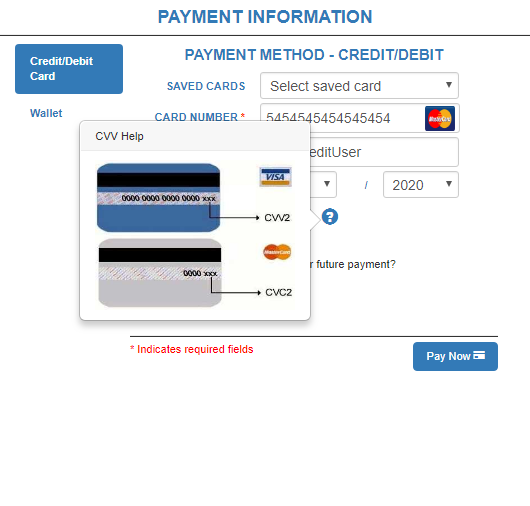 PAYMENT INFORMATION
Credit/Debit
Card
Wallet
PAYMENT METHOD - CREDIT/DEBIT
SAVED CARDS
Select saved card
CARD NUMBER *
5454545454545454
MasterCard
editUser
/
2020
?
r future payment?
CVV Help
0000 0000 0000 0000 xxx
VISA
CVV2
MasterCard
0000 xxx
CVC2
* Indicates required fields
Pay Now